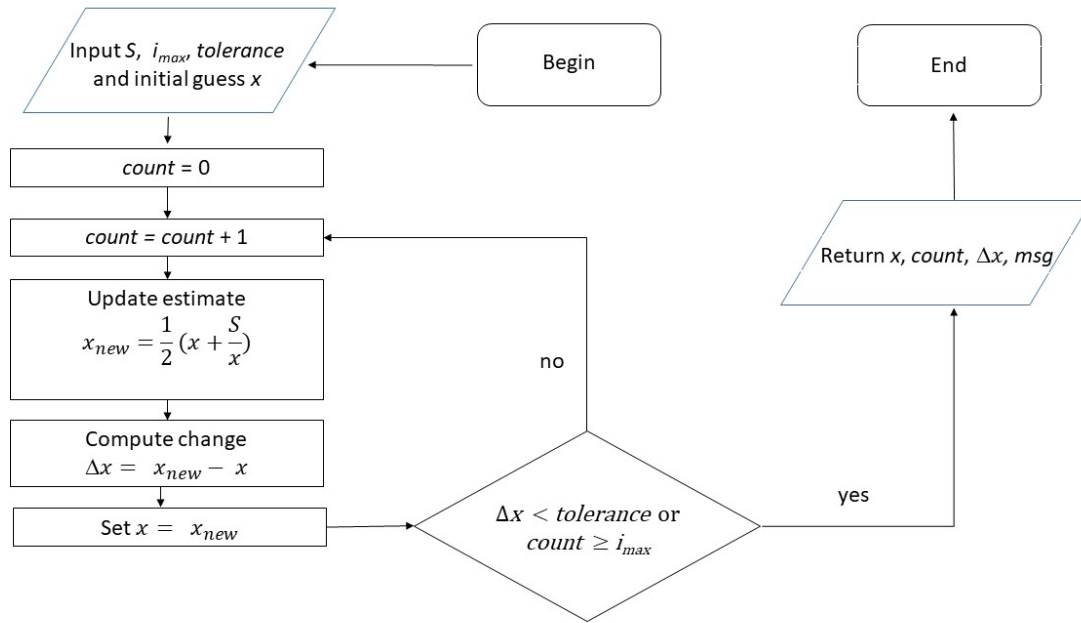 Begin
Input S, i_max, tolerance
and initial guess x
count = 0
count = count + 1
Update estimate
x_new = 1/2 (x + S/x)
Compute change
Δx = x_new − x
Set x = x_new
Δx < tolerance or
count ≥ i_max
no
yes
Return x, count, Δx, msg
End